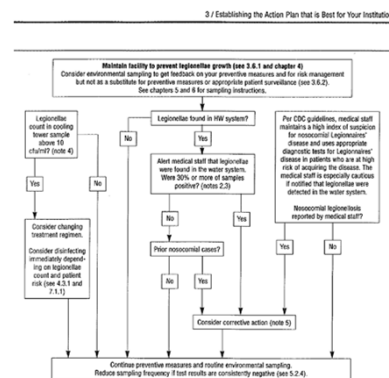 3 / Establishing the Action Plan that is Best for Your Institution
Maintain facility to prevent legionellae growth (see 3.6.1 and chapter 4)
Consider environmental sampling to get feedback on your preventive measures and for risk management
but not as a substitute for preventive measures or appropriate patient surveillance (see 3.6.2).
See chapters 5 and 6 for sampling instructions.
Legionellae
count in cooling
tower sample
above 10
cfu/ml? (note 4)
Yes
No
Consider changing
treatment regimen.
Consider disinfecting
immediately depend-
ing on legionellae
count and patient
risk (see 4.3.1 and
7.1.1)
Legionellae found in HW system?
No
Yes
Alert medical staff that legionellae
were found in the water system.
Were 30% or more of samples
positive? (notes 2,3)
No
Yes
Prior nosocomial cases?
No
Yes
Per CDC guidelines, medical staff
maintains a high index of suspicion
for nosocomial Legionnaires'
disease and uses appropriate
diagnostic tests for Legionnaires'
disease in patients who are at high
risk of acquiring the disease. The
medical staff is especially cautious
if notified that legionellae were
detected in the water system.
Nosocomial legionellosis
reported by medical staff?
Yes
No
Consider corrective action (note 5)
Continue preventive measures and routine environmental sampling.
Reduce sampling frequency if test results are consistently negative (see 5.2.4).